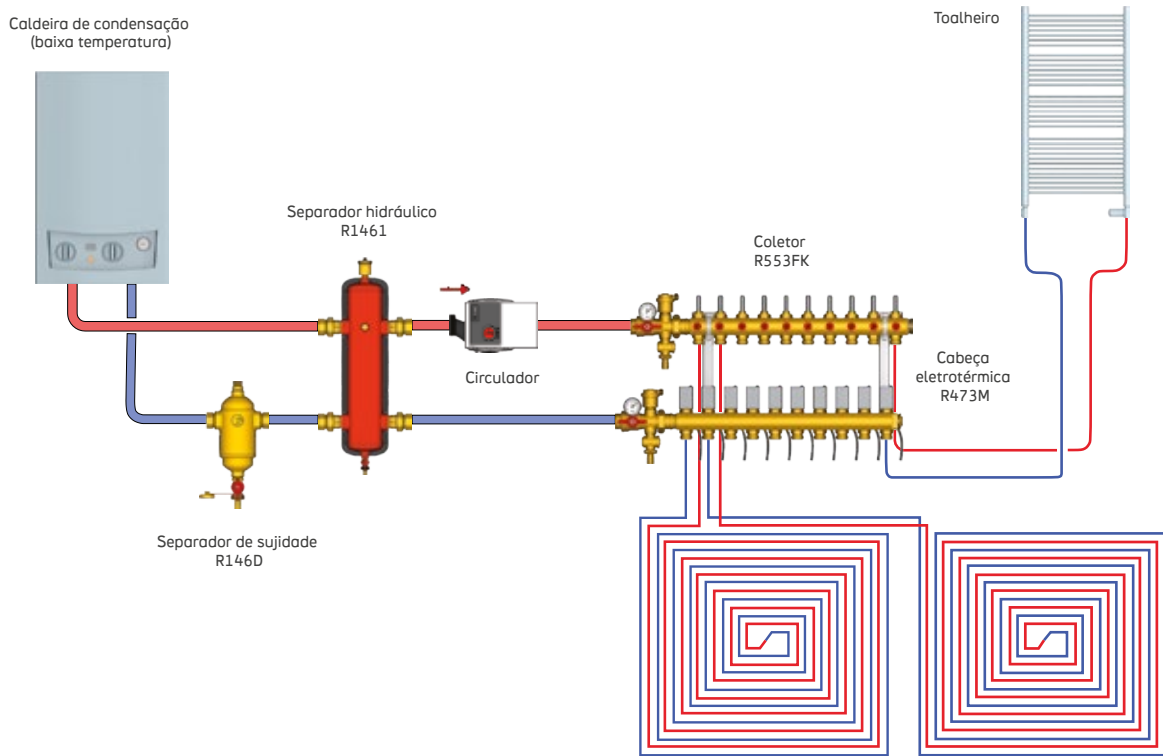 Caldeira de condensação
(baixa temperatura)
Toalheiro
Separador hidráulico
R1461
Coletor
R553FK
Circulador
Cabeça
eletrotérmica
R473M
Separador de sujidade
R146D